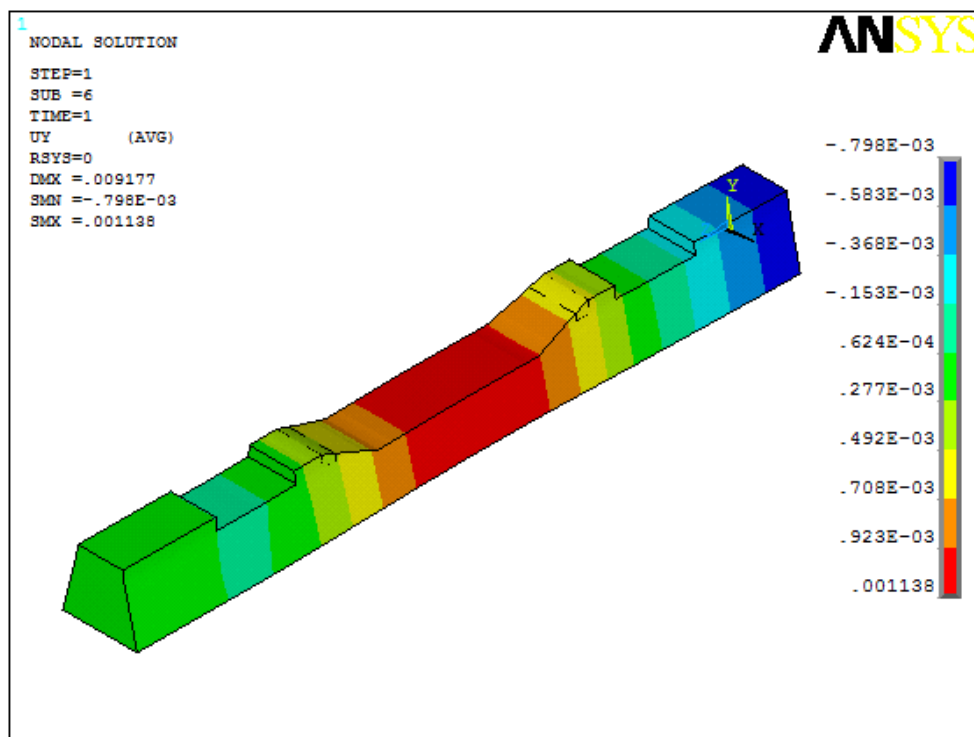 1
NODAL SOLUTION
STEP=1
SUB =6
TIME=1
UY (AVG)
RSYS=0
DMX =.009177
SMN =-.798E-03
SMX =.001138
ANSYS
-.798E-03
-.583E-03
-.368E-03
-.153E-03
.624E-04
.277E-03
.492E-03
.708E-03
.923E-03
.001138
Y
X